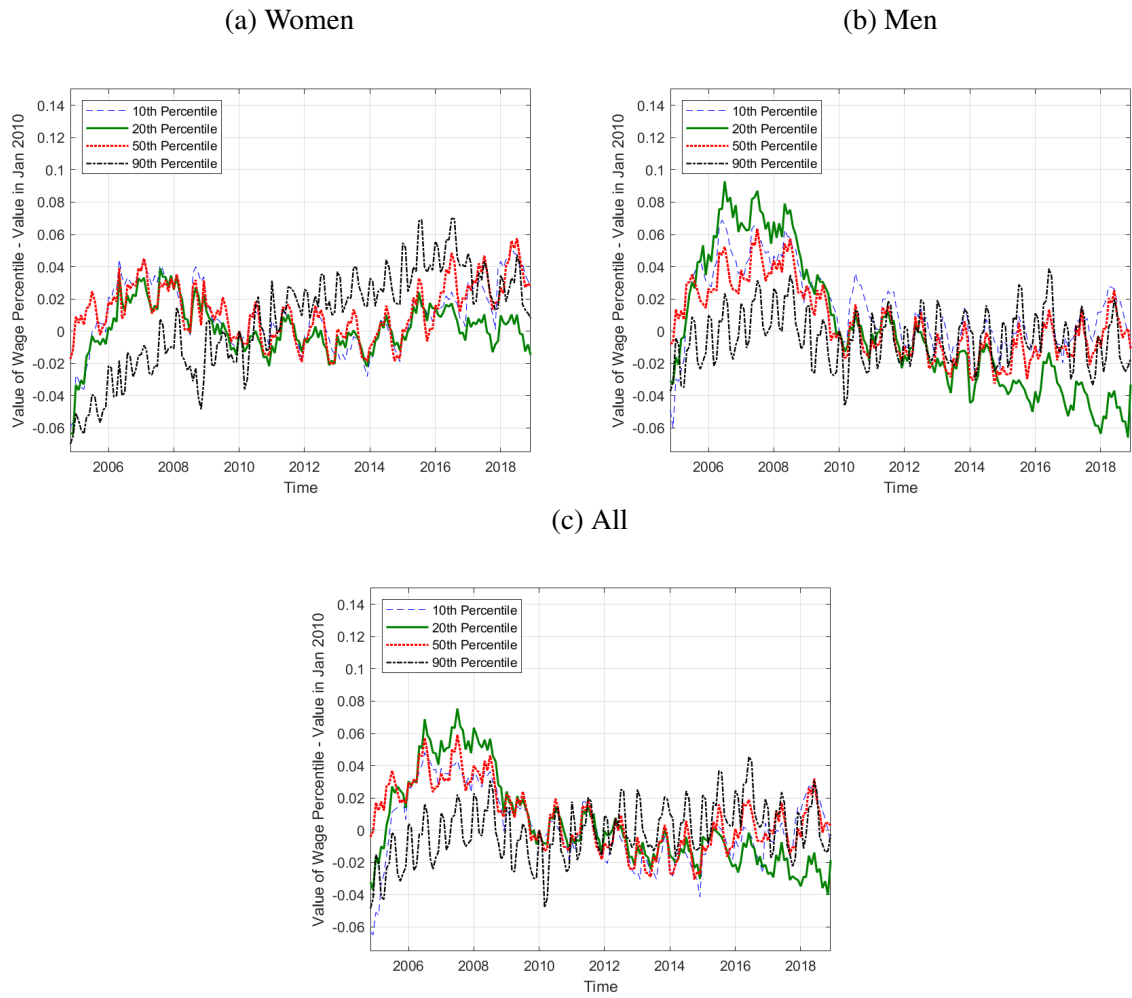 (a) Women
Value of Wage Percentile - Value in Jan 2010
0.14
0.12
0.1
0.08
0.06
0.04
0.02
0
-0.02
-0.04
-0.06
10th Percentile
20th Percentile
50th Percentile
90th Percentile
2006 2008 2010 2012 2014 2016 2018
Time
(b) Men
Value of Wage Percentile - Value in Jan 2010
0.14
0.12
0.1
0.08
0.06
0.04
0.02
0
-0.02
-0.04
-0.06
10th Percentile
20th Percentile
50th Percentile
90th Percentile
2006 2008 2010 2012 2014 2016 2018
Time
(c) All
Value of Wage Percentile - Value in Jan 2010
0.14
0.12
0.1
0.08
0.06
0.04
0.02
0
-0.02
-0.04
-0.06
10th Percentile
20th Percentile
50th Percentile
90th Percentile
2006 2008 2010 2012 2014 2016 2018
Time